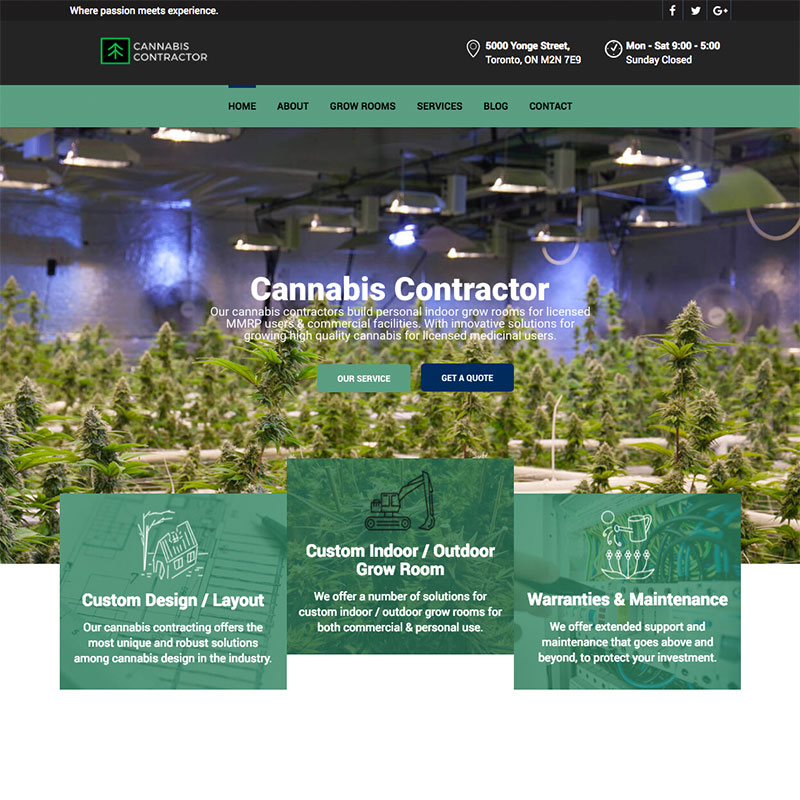 Where passion meets experience.
CANNABIS
CONTRACTOR
5000 Yonge Street,
Toronto, ON M2N 7E9
Mon - Sat 9:00 - 5:00
Sunday Closed
HOME ABOUT GROW ROOMS SERVICES BLOG CONTACT
Cannabis Contractor
Our cannabis contractors build personal indoor grow rooms for licensed
MMRP users & commercial facilities. With innovative solutions for
growing high quality cannabis for licensed medicinal users.
OUR SERVICE GET A QUOTE
Custom Design / Layout
Our cannabis contracting offers the
most unique and robust solutions
among cannabis design in the industry.
Custom Indoor / Outdoor
Grow Room
We offer a number of solutions for
custom indoor / outdoor grow rooms for
both commercial & personal use.
Warranties & Maintenance
We offer extended support and
maintenance that goes above and
beyond, to protect your investment.